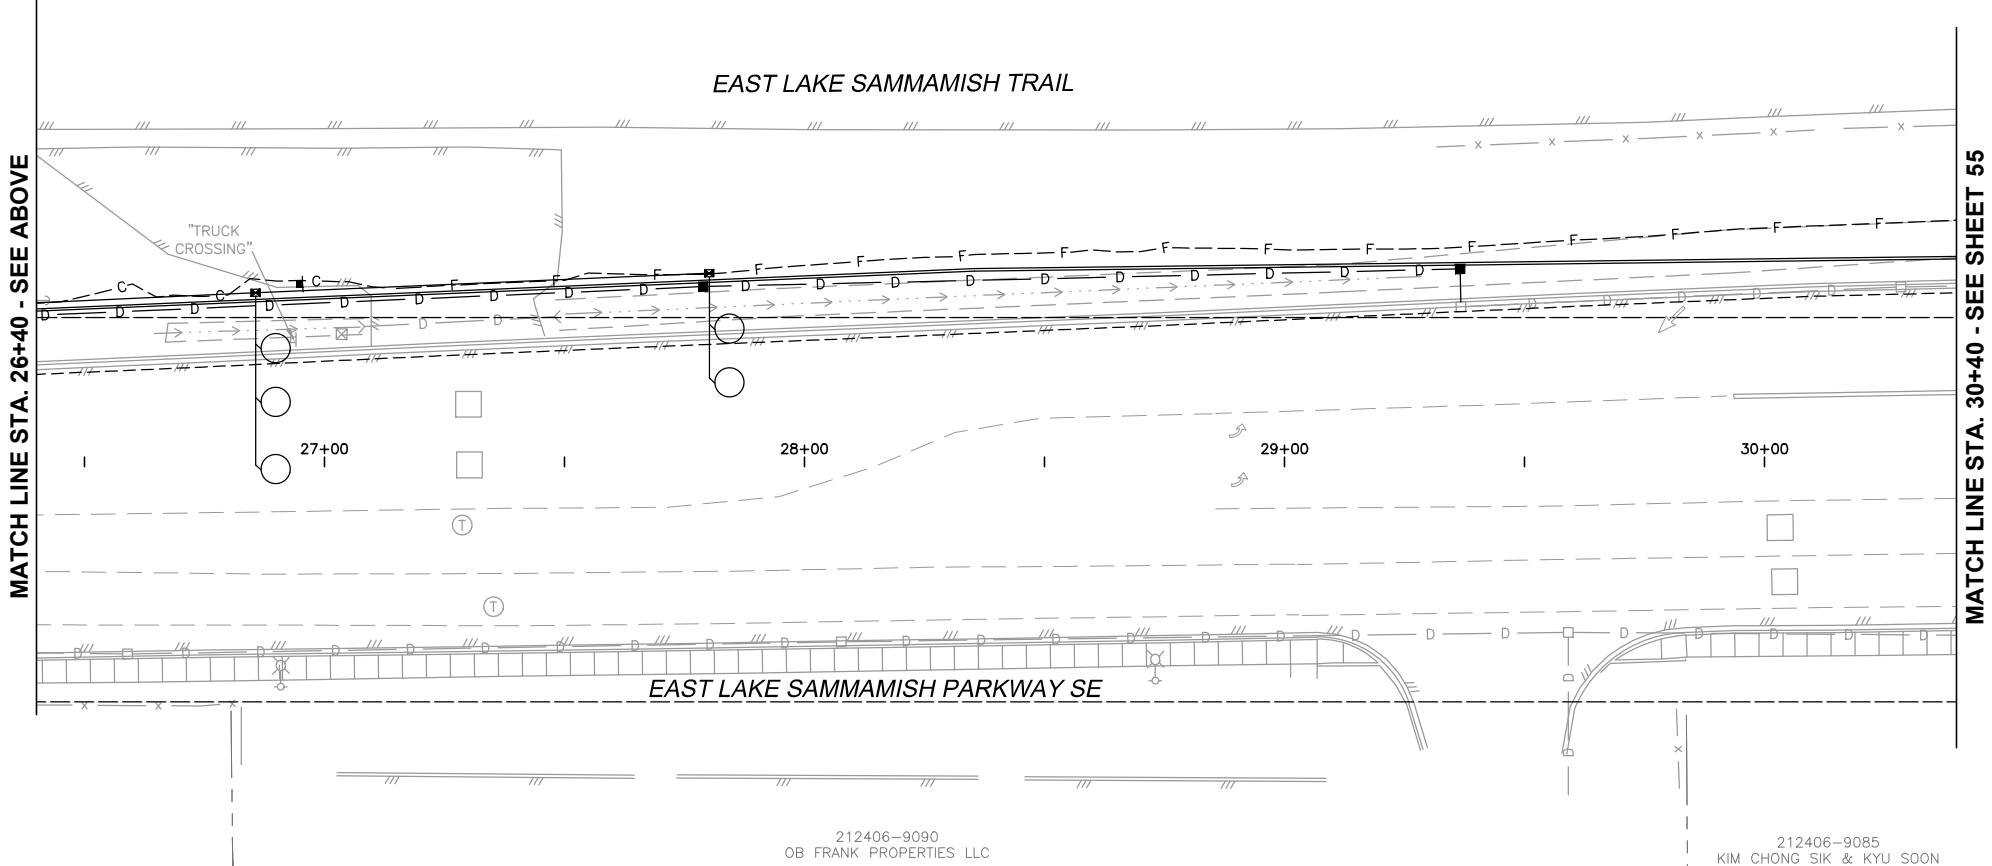 EAST LAKE SAMMAMISH TRAIL
MATCH LINE STA. 26+40 - SEE ABOVE
MATCH LINE STA. 30+40 - SEE SHEET 55
"TRUCK
CROSSING"
C C C F F F F F F F F F F F F F F F F
D D D D D D D D D D D D D D D D D D D
27+00 28+00 29+00 30+00
T
T
EAST LAKE SAMMAMISH PARKWAY SE
212406-9090
OB FRANK PROPERTIES LLC
212406-9085
KIM CHONG SIK & KYU SOON